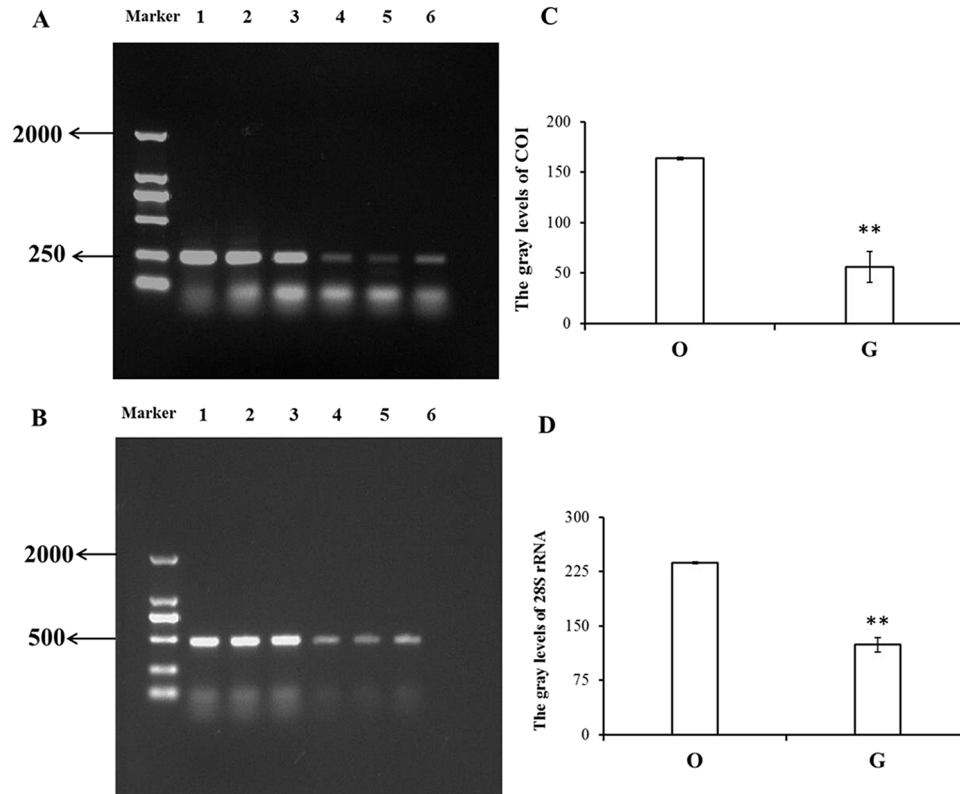 A
Marker 1 2 3 4 5 6
2000
250
B
Marker 1 2 3 4 5 6
2000
500
C
The gray levels of COI
200
150
100
50
0
**
O G
D
The gray levels of 28S rRNA
300
225
150
75
0
**
O G